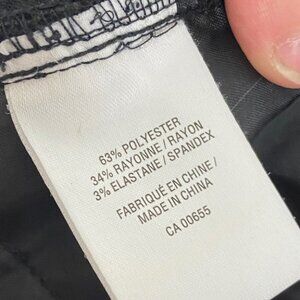 63% POLYESTER
34% RAYONNE / RAYON
3% ELASTANE / SPANDEX
FABRIQUÉ EN CHINE /
MADE IN CHINA
CA 00655